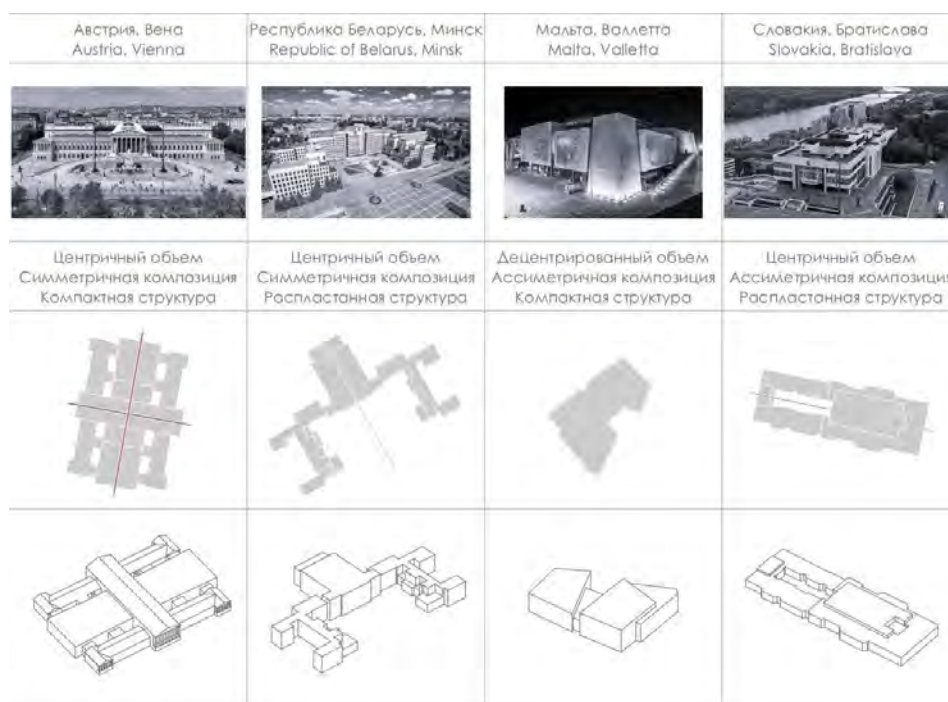 Австрия, Вена
Austria, Vienna
Республика Беларусь, Минск
Republic of Belarus, Minsk
Мальта, Валлетта
Malta, Valletta
Словакия, Братислава
Slovakia, Bratislava
Центричный объем
Симметричная композиция
Компактная структура
Центричный объем
Симметричная композиция
Распластанная структура
Децентрированный объем
Ассиметричная композиция
Компактная структура
Центричный объем
Ассиметричная композиция
Распластанная структура